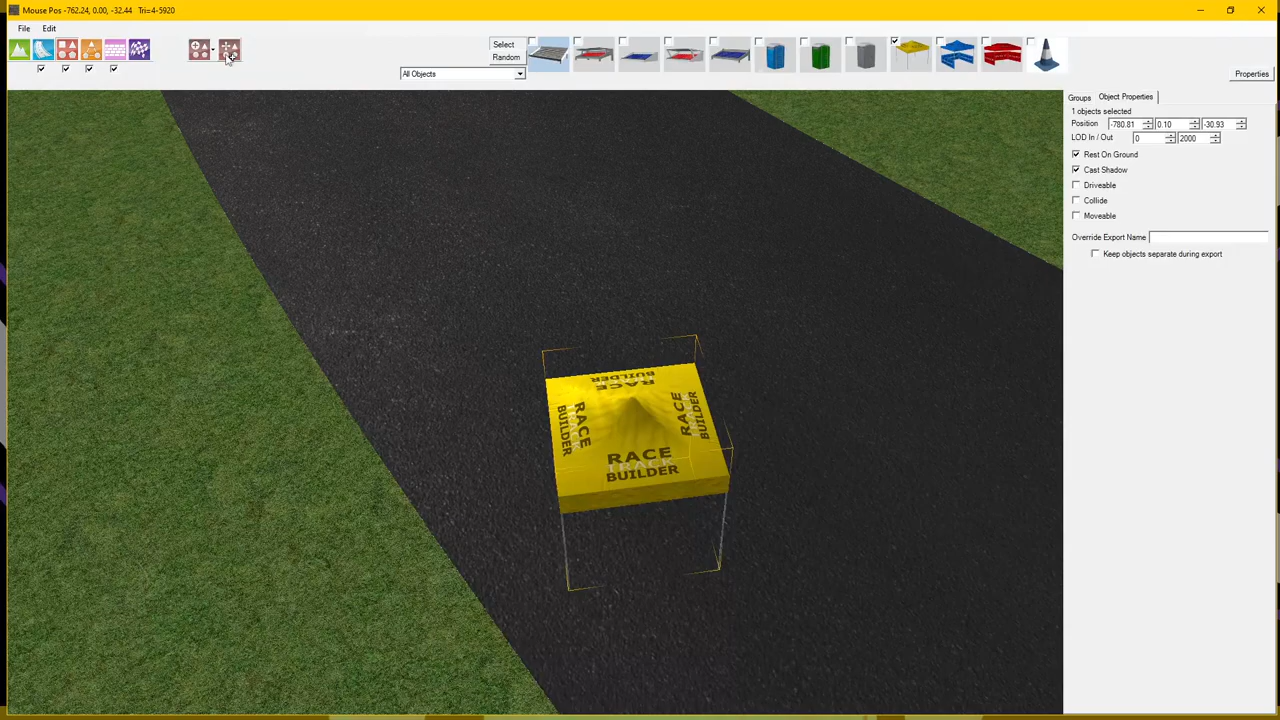 Mouse Pos -762.24, 0.00, -32.44  Tri=4-5920
File Edit
Select
Random
All Objects
Properties
Groups Object Properties
1 objects selected
Position -780.81 0.10 -30.93
LOD In / Out 0 2000
Rest On Ground
Cast Shadow
Driveable
Collide
Moveable
Override Export Name
Keep objects separate during export
RACE
BUILDER
RACE
TRACK
BUILDER
RACE
TRACK
BUILDER
RACE
TRACK
BUILDER